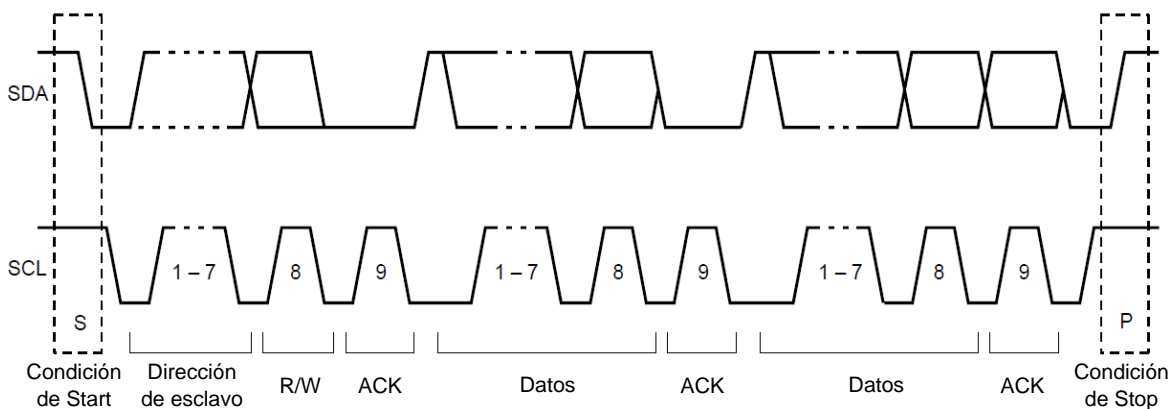 SDA
SCL
1 – 7
8
9
1 – 7
8
9
1 – 7
8
9
S
P
Condición
de Start
Dirección
de esclavo
R/W
ACK
Datos
ACK
Datos
ACK
Condición
de Stop